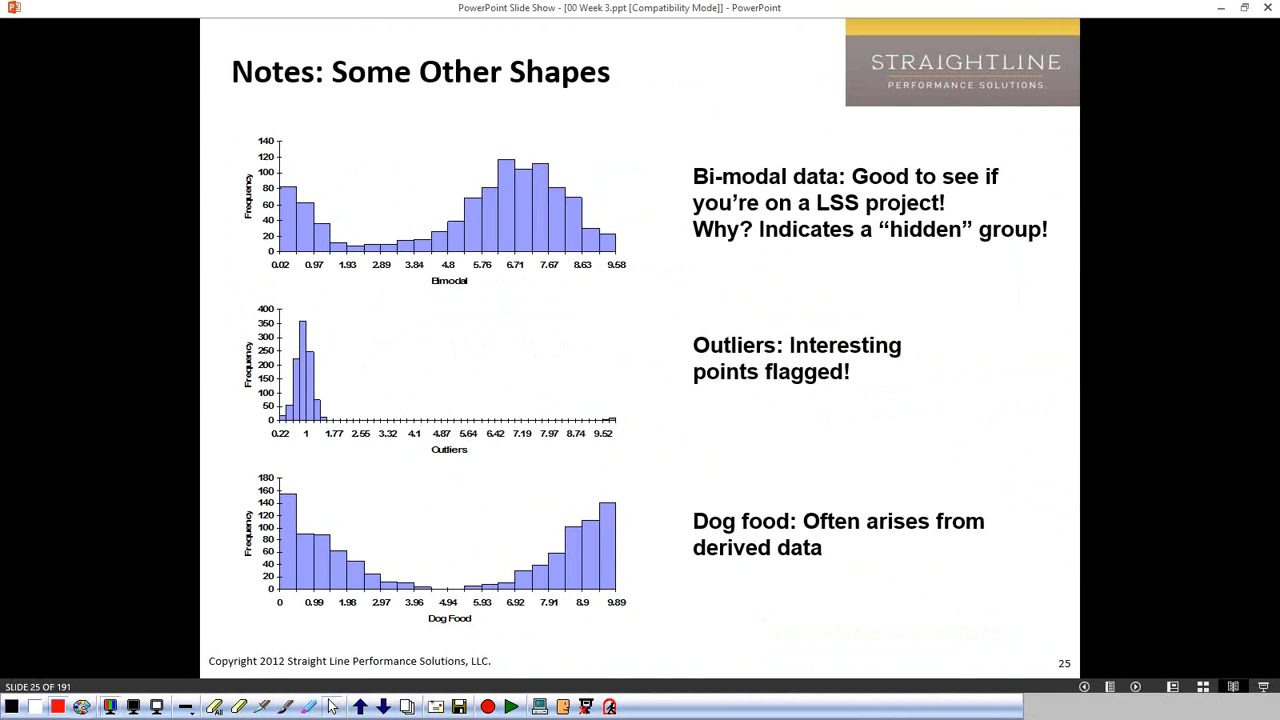 PowerPoint Slide Show - [00 Week 3.ppt [Compatibility Mode]] - PowerPoint
Notes: Some Other Shapes
STRAIGHTLINE
PERFORMANCE SOLUTIONS.
140
120
100
80
60
40
20
0
Frequency
0.02 0.97 1.93 2.89 3.84 4.8 5.76 6.71 7.67 8.63 9.58
Bimodal
Bi-modal data: Good to see if
you’re on a LSS project!
Why? Indicates a “hidden” group!
400
350
300
250
200
150
100
50
0
Frequency
0.22 1 1.77 2.55 3.32 4.1 4.87 5.64 6.42 7.19 7.97 8.74 9.52
Outliers
Outliers: Interesting
points flagged!
180
160
140
120
100
80
60
40
20
0
Frequency
0 0.99 1.98 2.97 3.96 4.94 5.93 6.92 7.91 8.9 9.89
Dog Food
Dog food: Often arises from
derived data
Copyright 2012 Straight Line Performance Solutions, LLC.
25
SLIDE 25 OF 191